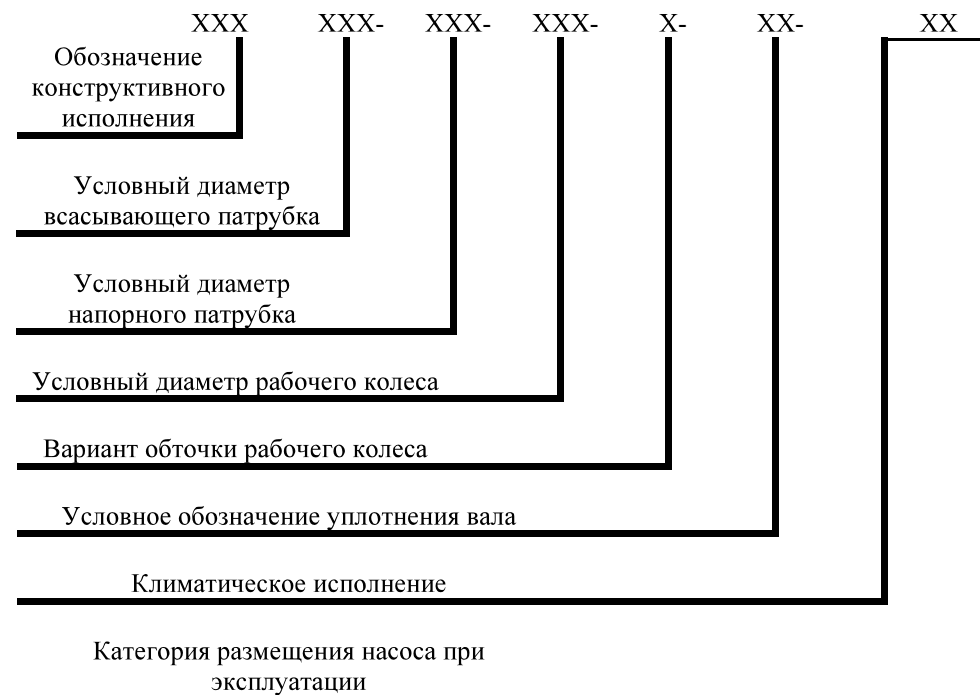 ХХХ ХХХ- ХХХ- ХХХ- Х- ХХ- ХХ
Обозначение
конструктивного
исполнения
Условный диаметр
всасывающего патрубка
Условный диаметр
напорного патрубка
Условный диаметр рабочего колеса
Вариант обточки рабочего колеса
Условное обозначение уплотнения вала
Климатическое исполнение
Категория размещения насоса при
эксплуатации